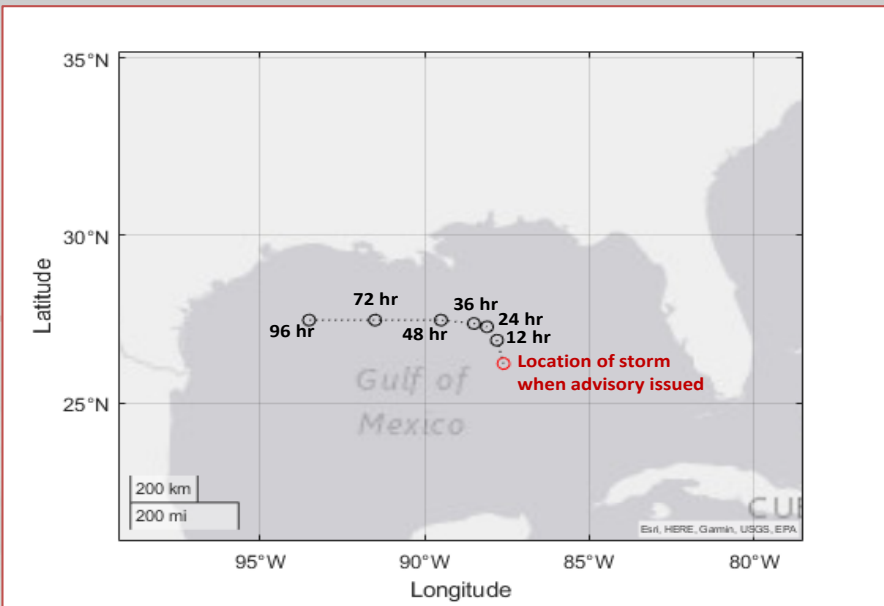 35°N
30°N
25°N
Latitude
72 hr
36 hr
96 hr
48 hr
24 hr
12 hr
Location of storm
when advisory issued
Gulf of
Mexico
200 km
200 mi
CUB
Esri, HERE, Garmin, USGS, EPA
95°W
90°W
85°W
80°W
Longitude